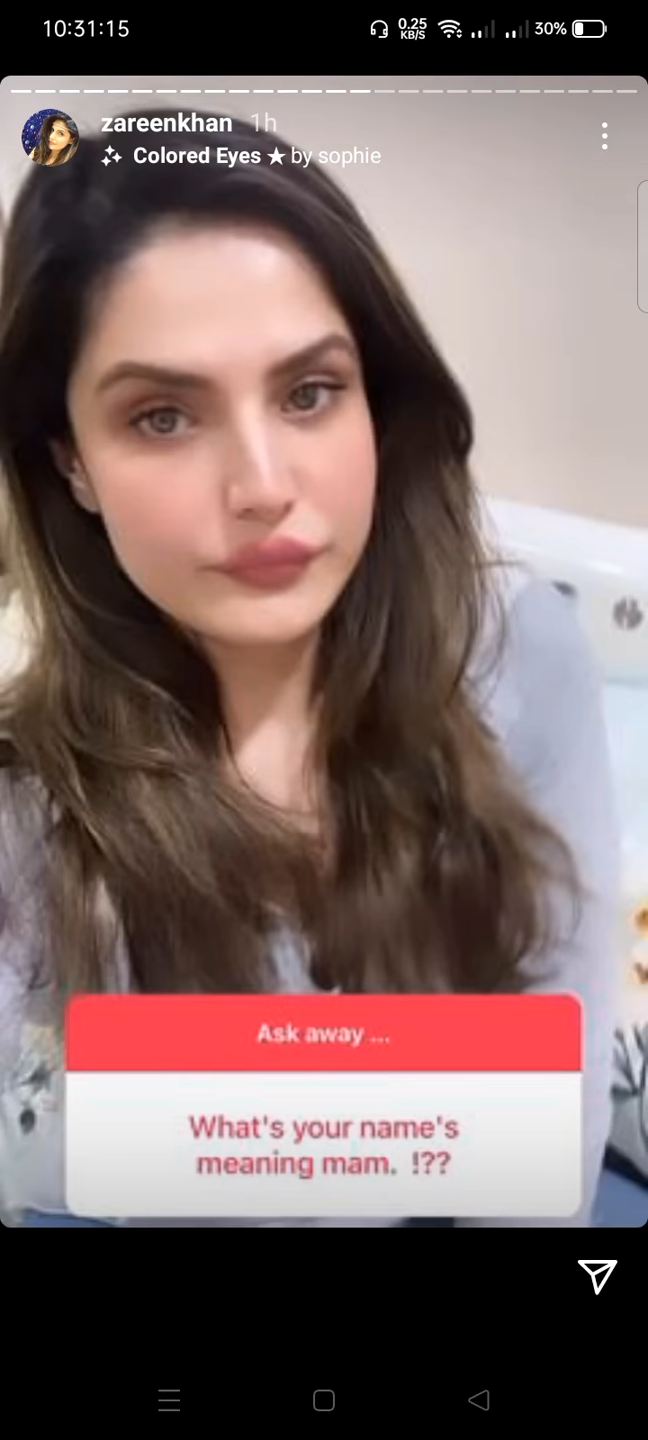 10:31:15
0.25
KB/S
30%
zareenkhan 1h
Colored Eyes ★ by sophie
Ask away ...
What's your name's
meaning mam. !??